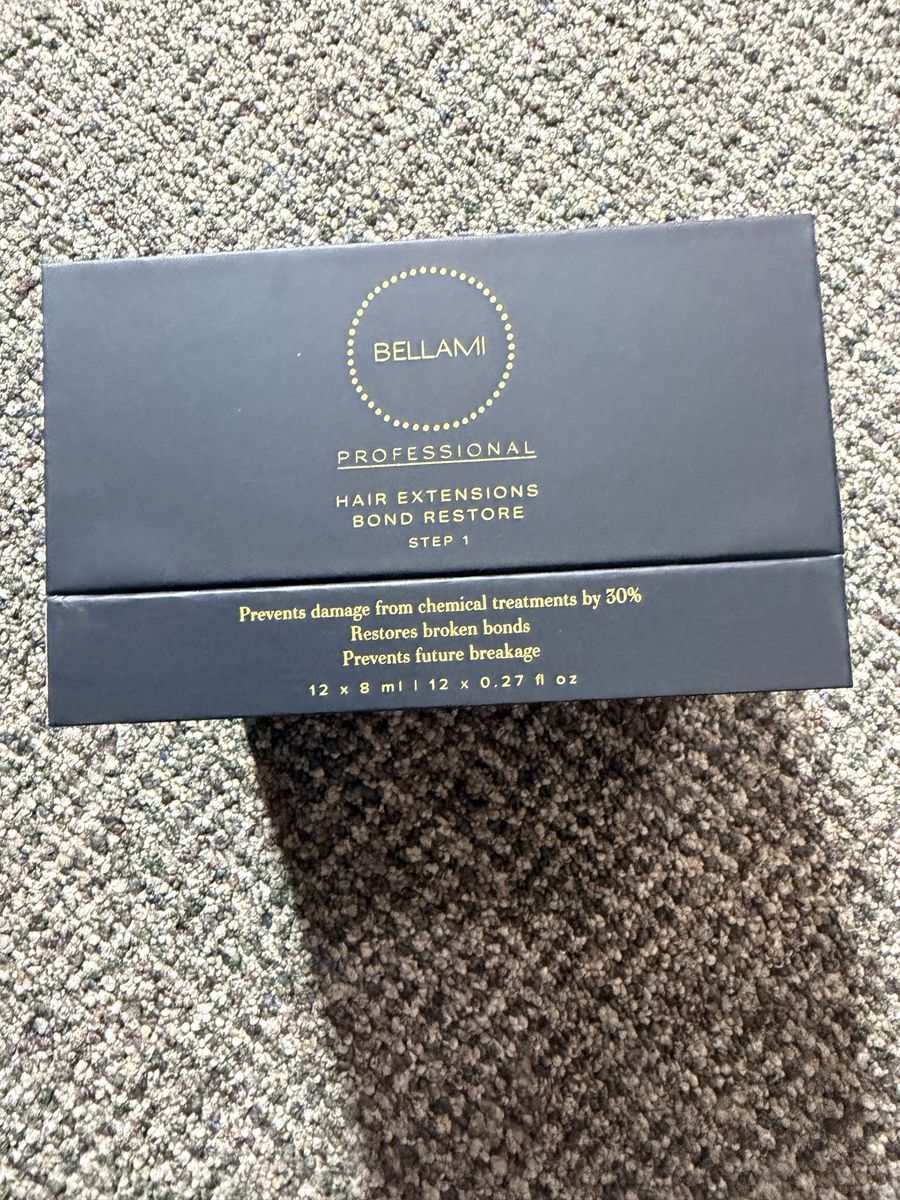 BELLAMI
PROFESSIONAL
HAIR EXTENSIONS
BOND RESTORE
STEP 1
Prevents damage from chemical treatments by 30%
Restores broken bonds
Prevents future breakage
12 x 8 ml | 12 x 0.27 fl oz